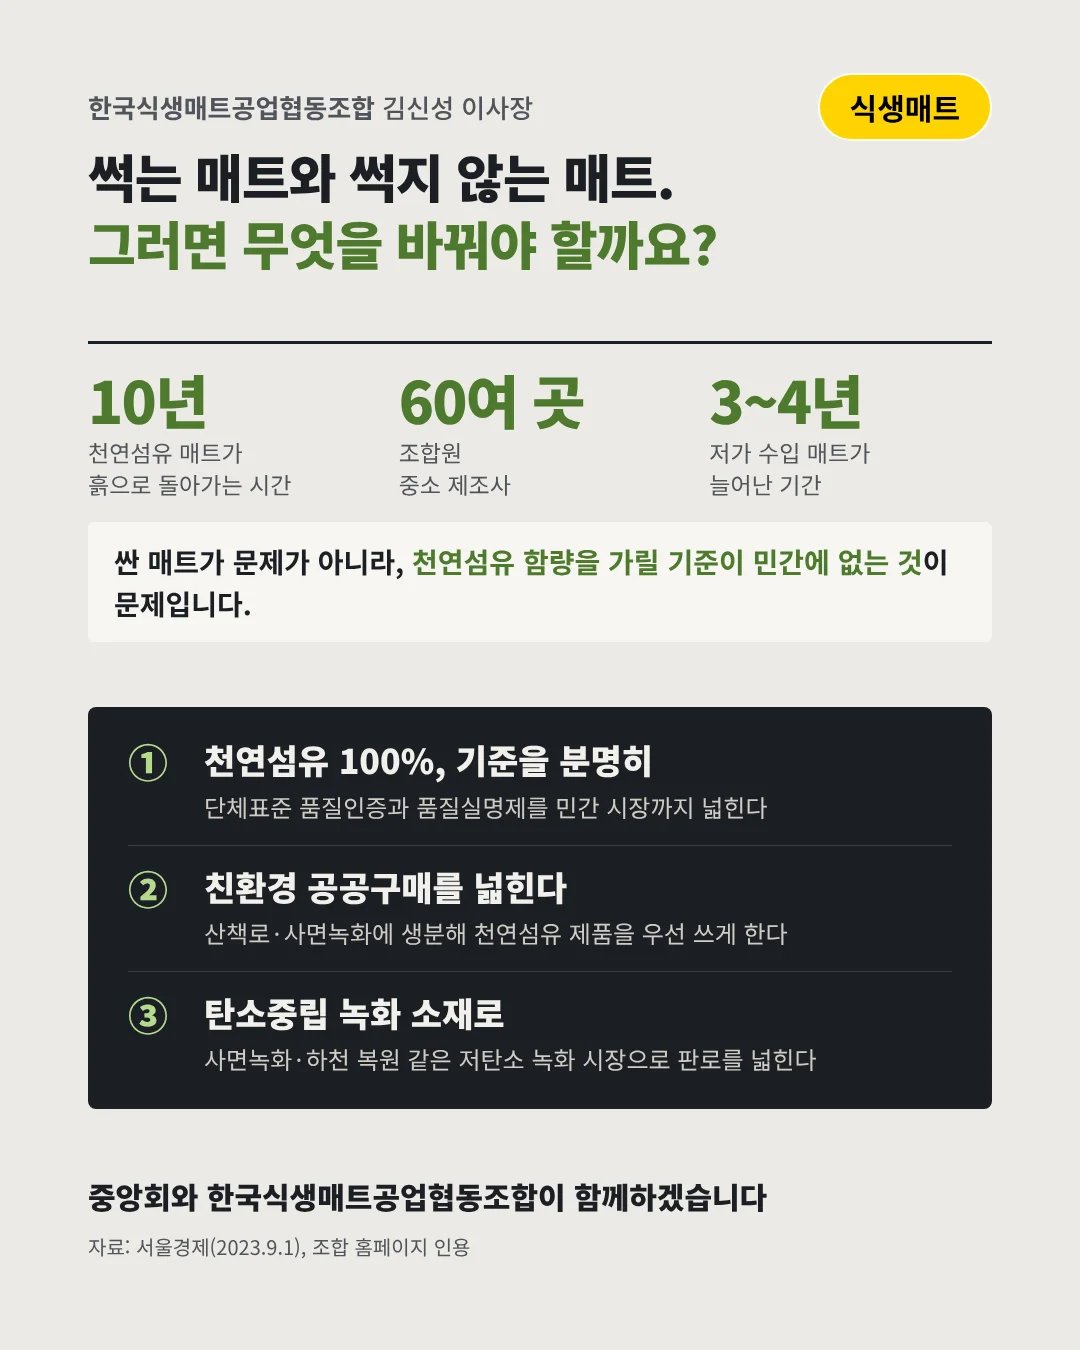 한국식생매트공업협동조합 김신성 이사장
식생매트
썩는 매트와 썩지 않는 매트.
그러면 무엇을 바꿔야 할까요?
10년
천연섬유 매트가
흙으로 돌아가는 시간
60여 곳
조합원
중소 제조사
3~4년
저가 수입 매트가
늘어난 기간
싼 매트가 문제가 아니라, 천연섬유 함량을 가릴 기준이 민간에 없는 것이
문제입니다.
① 천연섬유 100%, 기준을 분명히
단체표준 품질인증과 품질실명제를 민간 시장까지 넓힌다
② 친환경 공공구매를 넓힌다
산책로·사면녹화에 생분해 천연섬유 제품을 우선 쓰게 한다
③ 탄소중립 녹화 소재로
사면녹화·하천 복원 같은 저탄소 녹화 시장으로 판로를 넓힌다
중앙회와 한국식생매트공업협동조합이 함께하겠습니다
자료: 서울경제(2023.9.1), 조합 홈페이지 인용